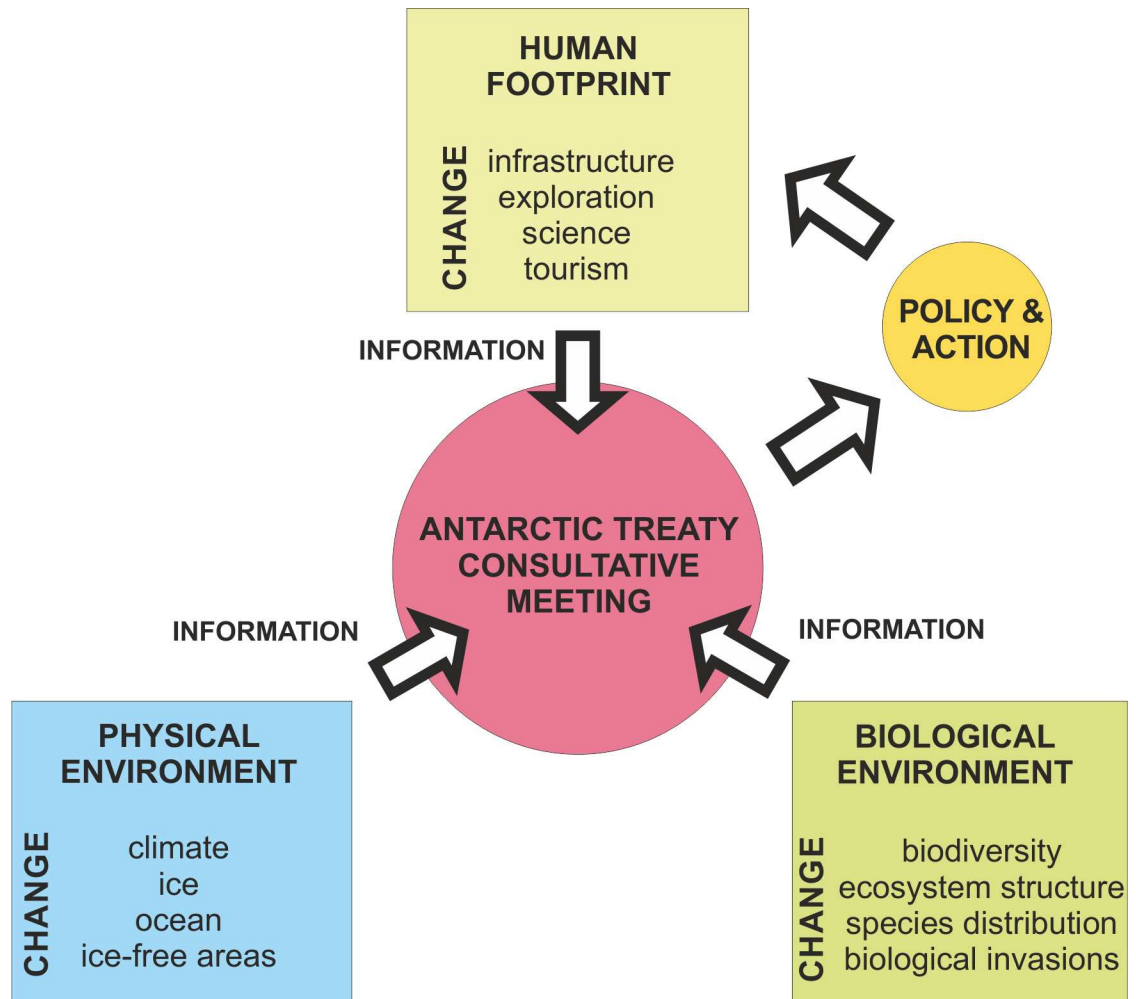 HUMAN
FOOTPRINT
CHANGE
infrastructure
exploration
science
tourism
POLICY &
ACTION
INFORMATION
ANTARCTIC TREATY
CONSULTATIVE
MEETING
INFORMATION
INFORMATION
PHYSICAL
ENVIRONMENT
CHANGE
climate
ice
ocean
ice-free areas
BIOLOGICAL
ENVIRONMENT
CHANGE
biodiversity
ecosystem structure
species distribution
biological invasions